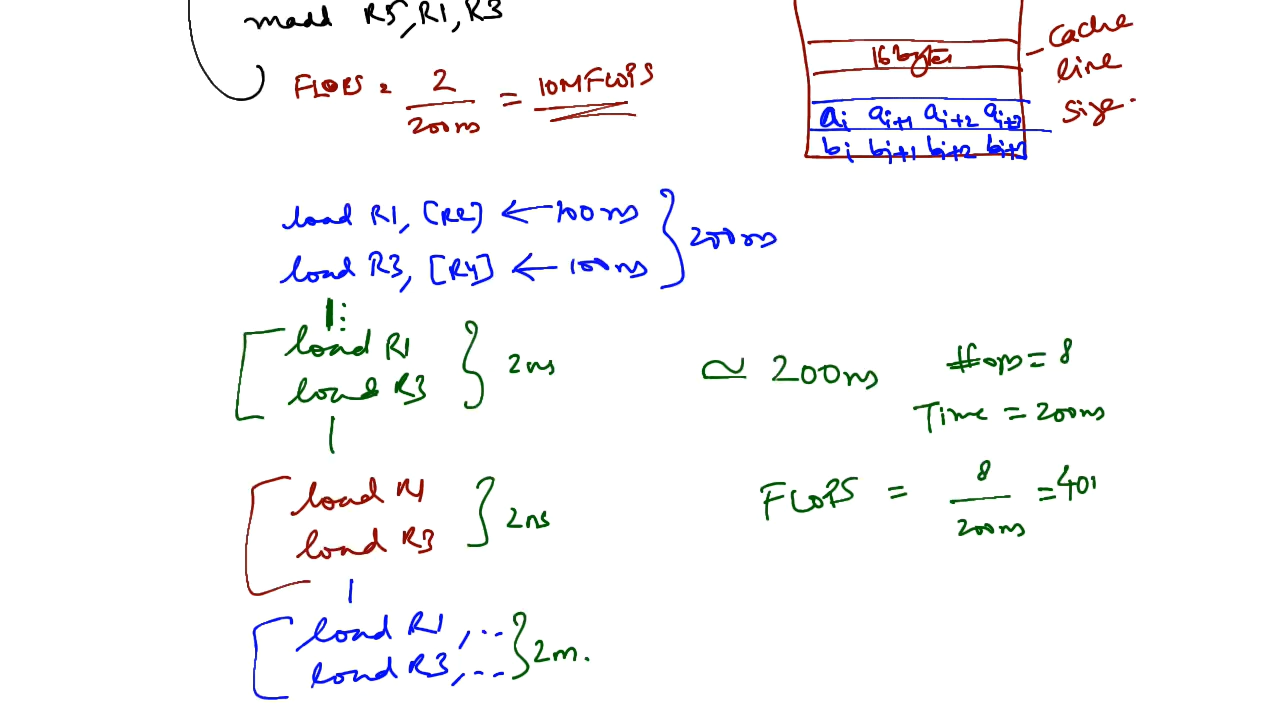 madd R5, R1, R3
FLOPS = 2 / 200ns = 10MFLOPS
16 bytes
Cache
line
size.
ai ai+1 ai+2 ai+3
bi bi+1 bi+2 bi+3
load R1, [R2] ← 100ns
load R3, [R4] ← 100ns
200ns
load R1
load R3
2ns
≃ 200ns
#ops = 8
Time = 200ns
load R1
load R3
2ns
FLOPS = 8 / 200ns = 40
load R1, ...
load R3, ...
2n.